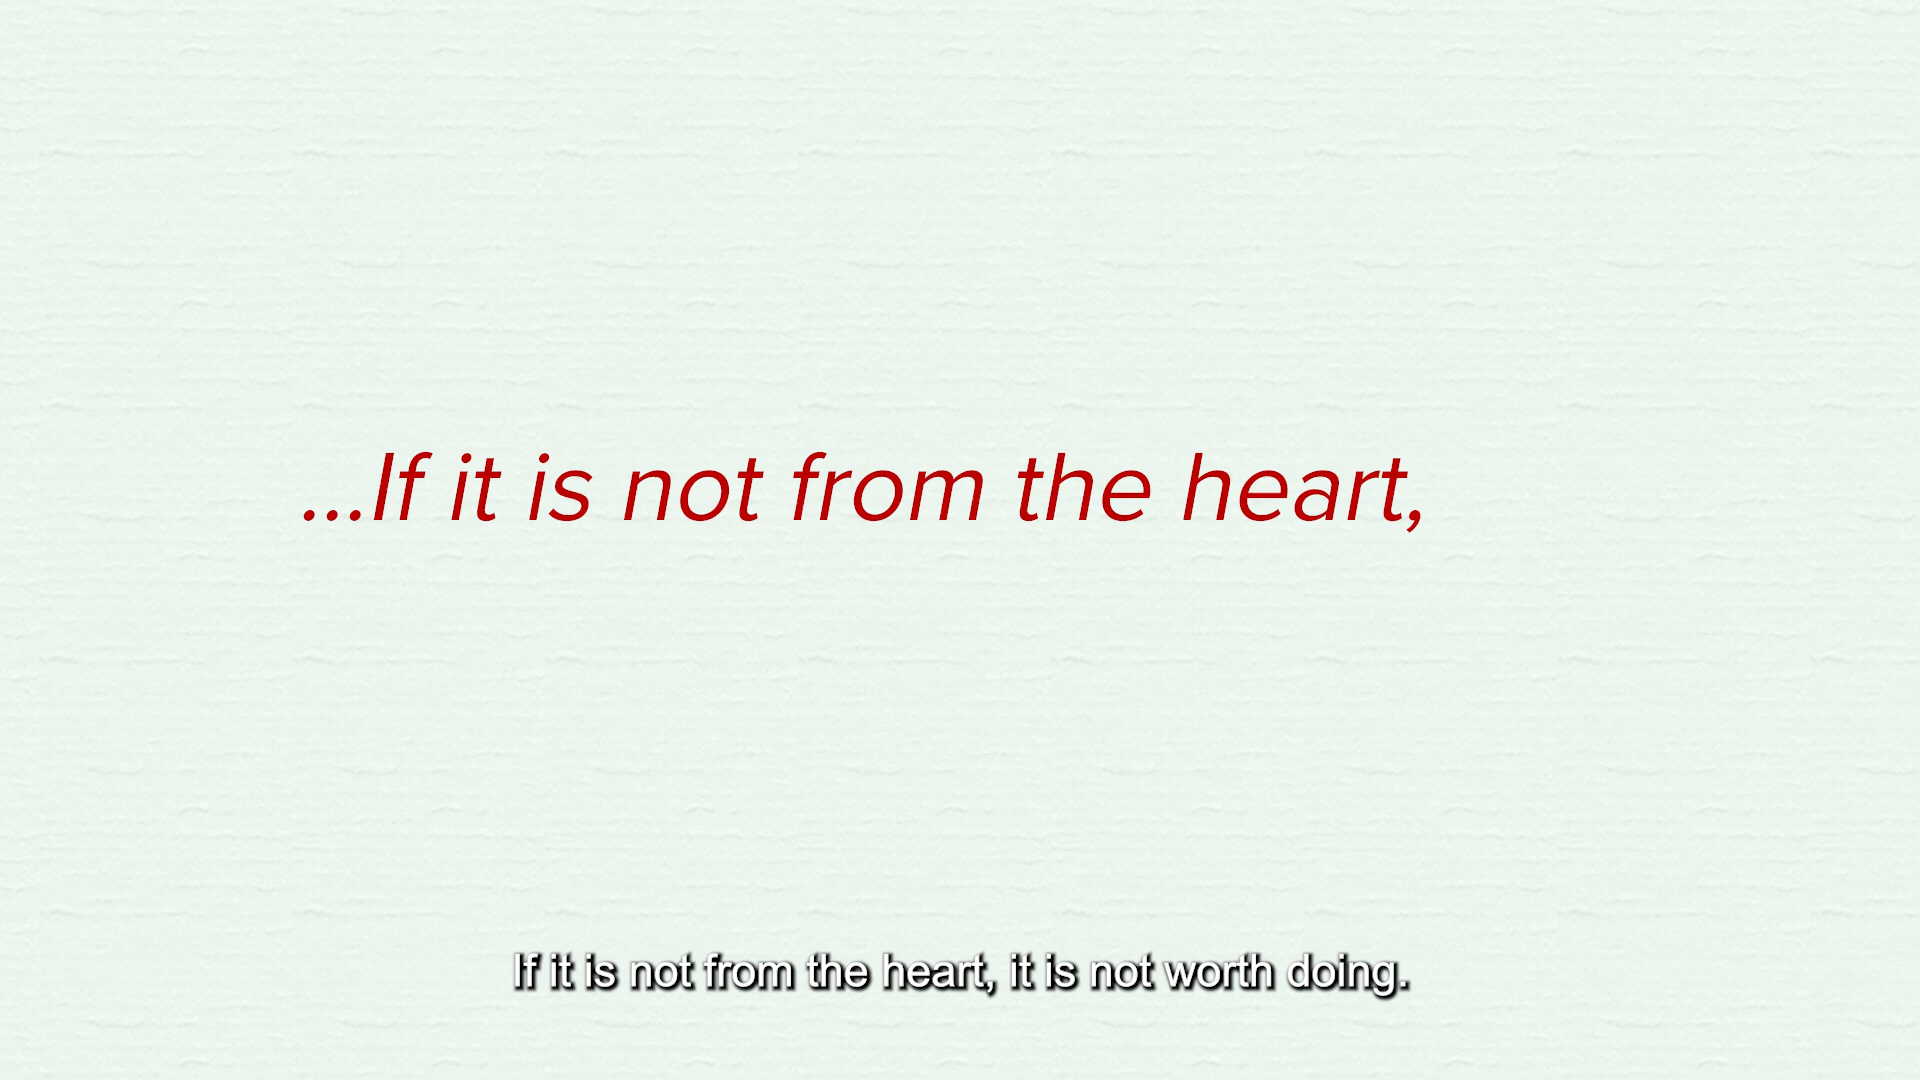 ...If it is not from the heart,
If it is not from the heart, it is not worth doing.